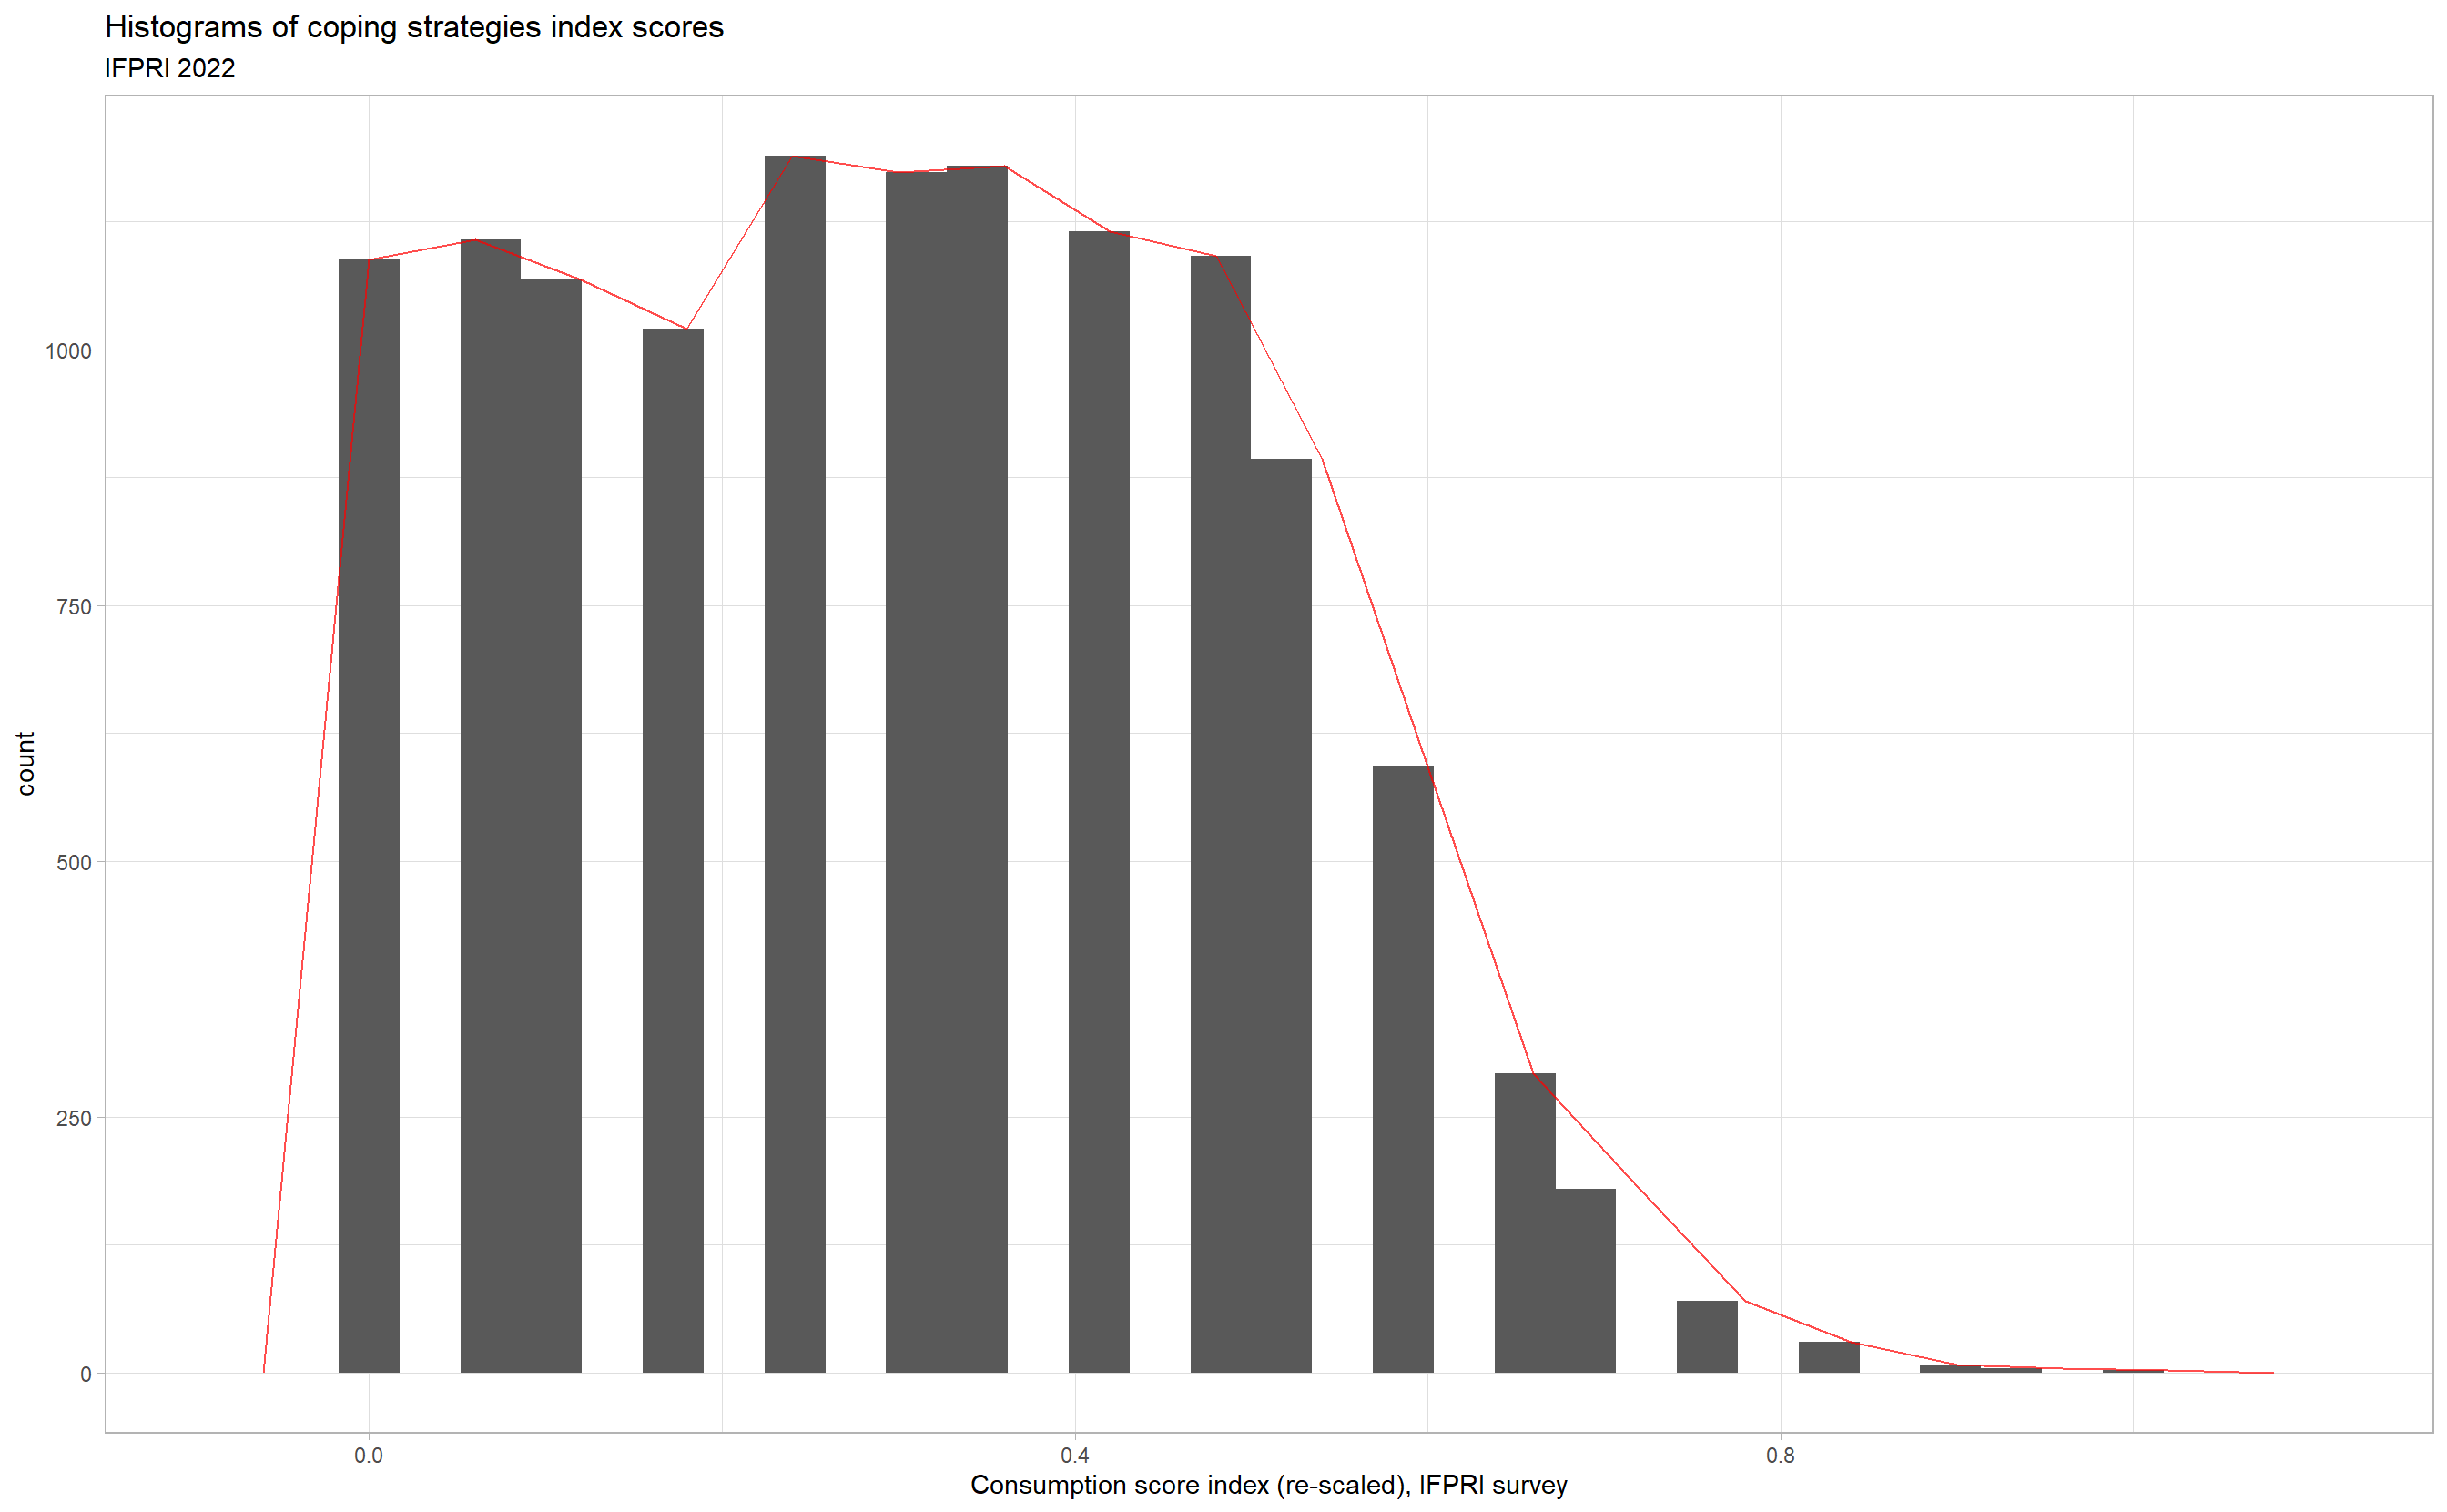 Histograms of coping strategies index scores
IFPRI 2022
count
1000
750
500
250
0
0.0
0.4
0.8
Consumption score index (re-scaled), IFPRI survey